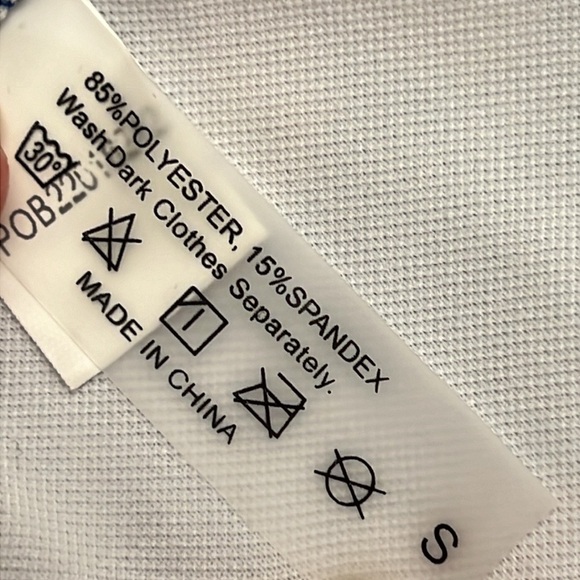 85%POLYESTER, 15%SPANDEX
Wash Dark Clothes Separately.
30°
MADE IN CHINA
S